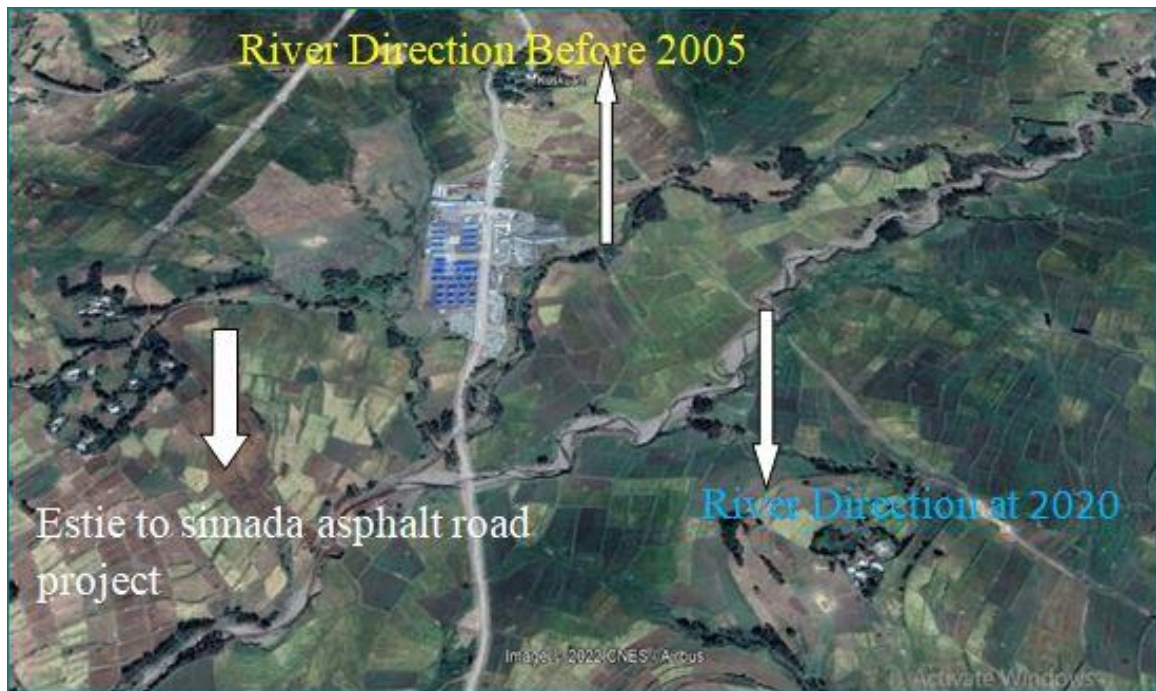 River Direction Before 2005
River Direction at 2020
Estie to simada asphalt road
project
Image © 2022 CNES / Airbus
Activate Windows